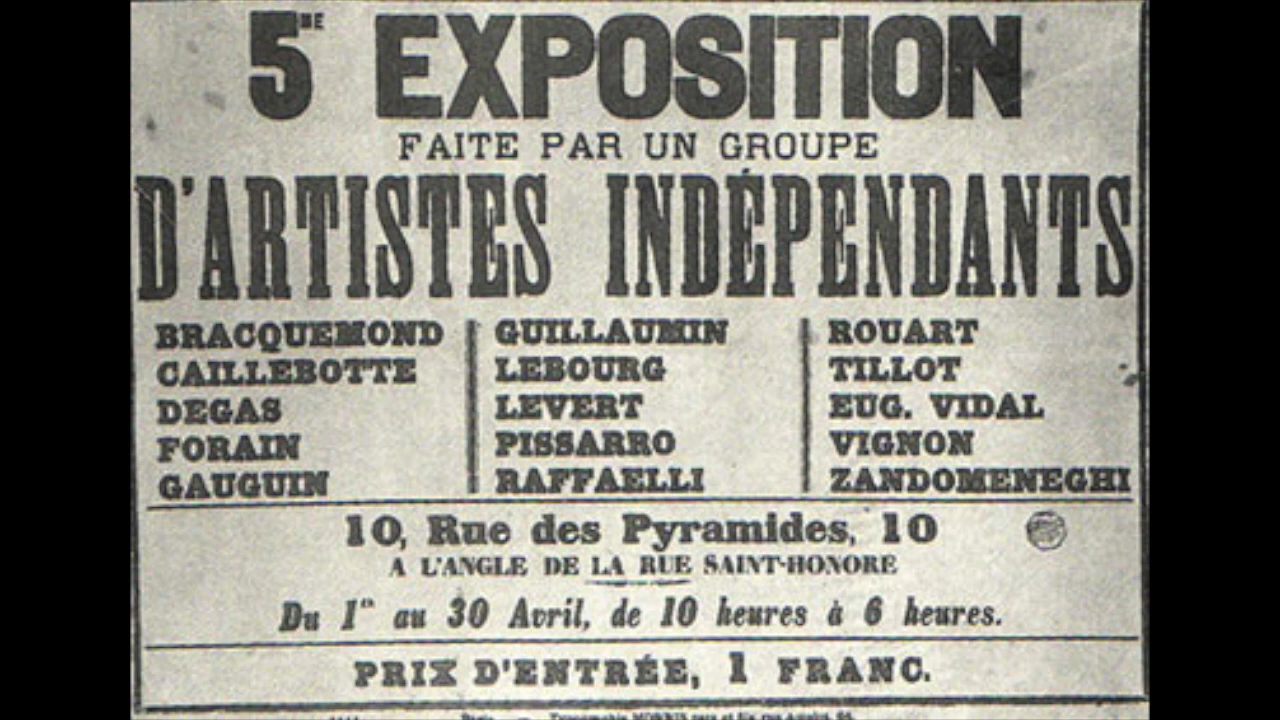 5ME EXPOSITION
FAITE PAR UN GROUPE
D'ARTISTES INDÉPENDANTS
BRACQUEMOND
CAILLEBOTTE
DEGAS
FORAIN
GAUGUIN
GUILLAUMIN
LEBOURG
LEVERT
PISSARRO
RAFFAELLI
ROUART
TILLOT
EUG. VIDAL
VIGNON
ZANDOMENEGHI
10, Rue des Pyramides, 10
A L'ANGLE DE LA RUE SAINT-HONORE
Du 1er au 30 Avril, de 10 heures à 6 heures.
PRIX D'ENTRÉE, 1 FRANC.